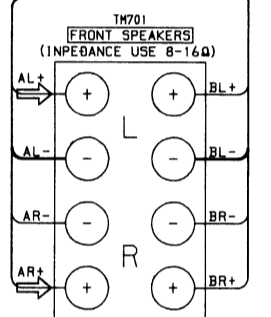 TM701
FRONT SPEAKERS
(INPEDANCE USE 8-16Ω)
AL+ + + BL+
L
AL- - - BL-
AR- - - BR-
R
AR+ + + BR+